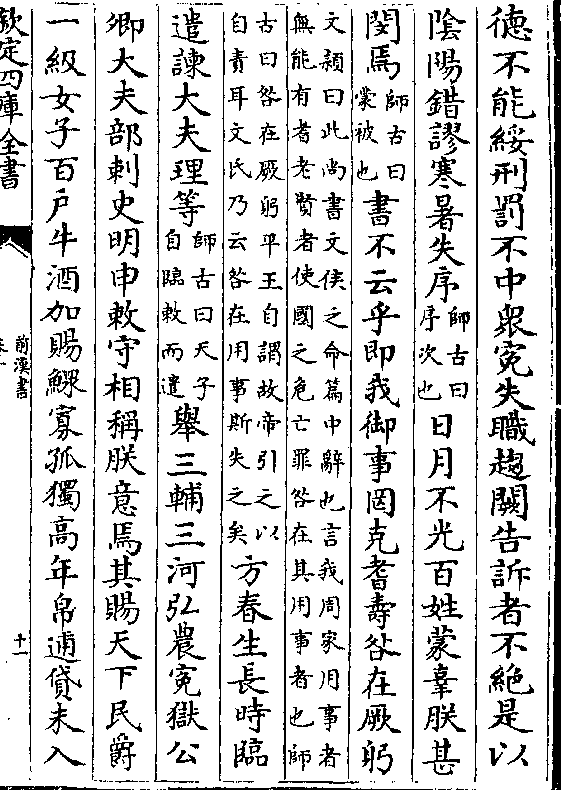 德不能綏刑罰不中衆寃失職趨闕告訴者不絶是以
陰陽錯謬寒暑失序師古曰序次也日月不光百姓蒙辜朕甚
閔焉師古曰蒙被也書不云乎即我御事罔克耆壽咎在厥躬
文穎曰此尚書文侯之命篇中辭也言我周家用事者
無能有耆老賢者使國之危亡罪咎在其用事者也師
古曰咎在厥躬平王自謂故帝引之以
自責耳文氏乃云咎在用事斯失之矣方春生長時臨
遣諫大夫理等師古曰天子自臨敕而遣舉三輔三河弘農寃獄公
卿大夫部刺史明申敕守相稱朕意焉其賜天下民爵
一級女子百戶牛酒加賜鰥寡孤獨高年帛逋貸未入
欽定四庫全書
前漢書
十一